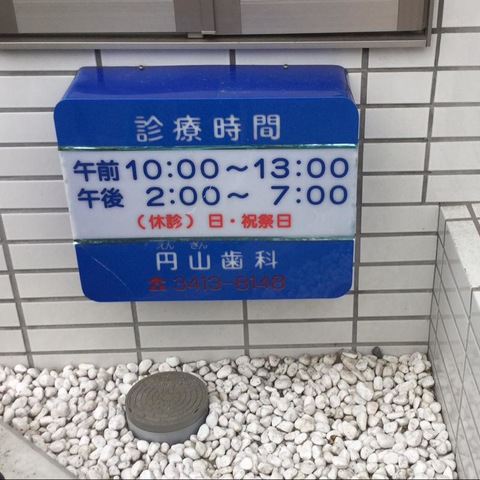 診療時間
午前 10:00～13:00
午後 2:00～ 7:00
（休診）日・祝祭日
えん ざん
円山歯科
☎3413-8148